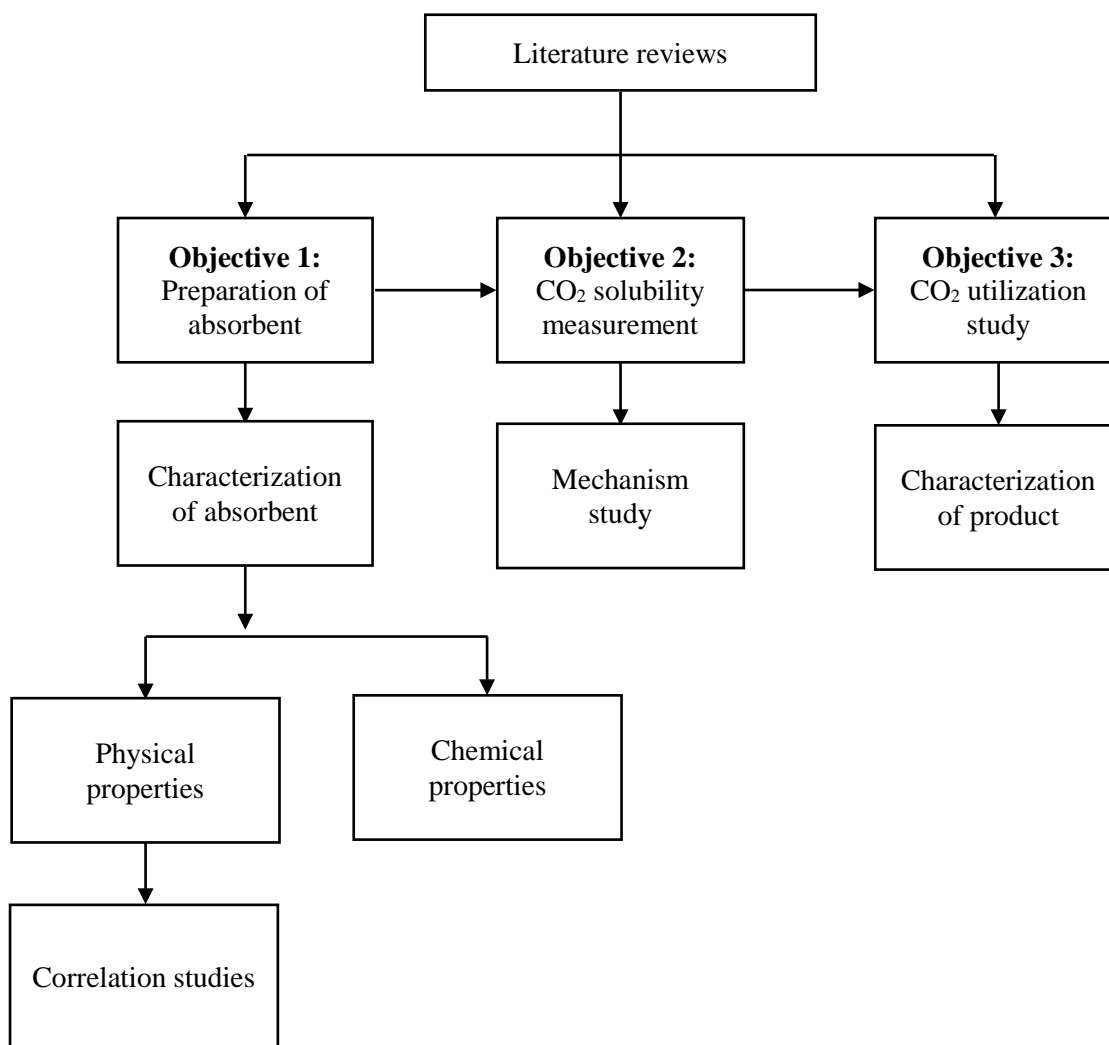 Literature reviews
Objective 1:
Preparation of
absorbent
Objective 2:
CO₂ solubility
measurement
Objective 3:
CO₂ utilization
study
Characterization
of absorbent
Mechanism
study
Characterization
of product
Physical
properties
Chemical
properties
Correlation studies